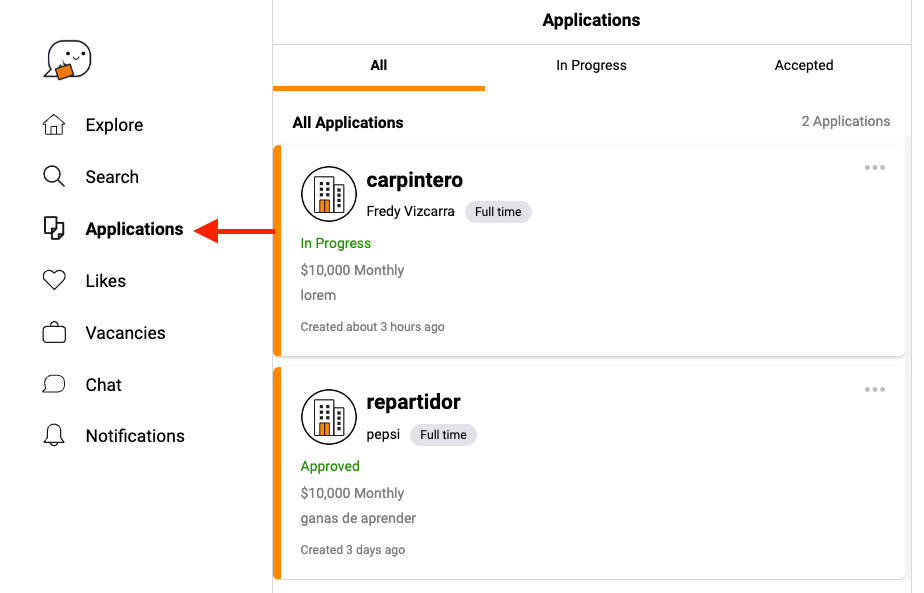 Applications
All
In Progress
Accepted
Explore
Search
Applications
Likes
Vacancies
Chat
Notifications
All Applications
2 Applications
carpintero
Fredy Vizcarra
Full time
In Progress
$10,000 Monthly
lorem
Created about 3 hours ago
repartidor
pepsi
Full time
Approved
$10,000 Monthly
ganas de aprender
Created 3 days ago